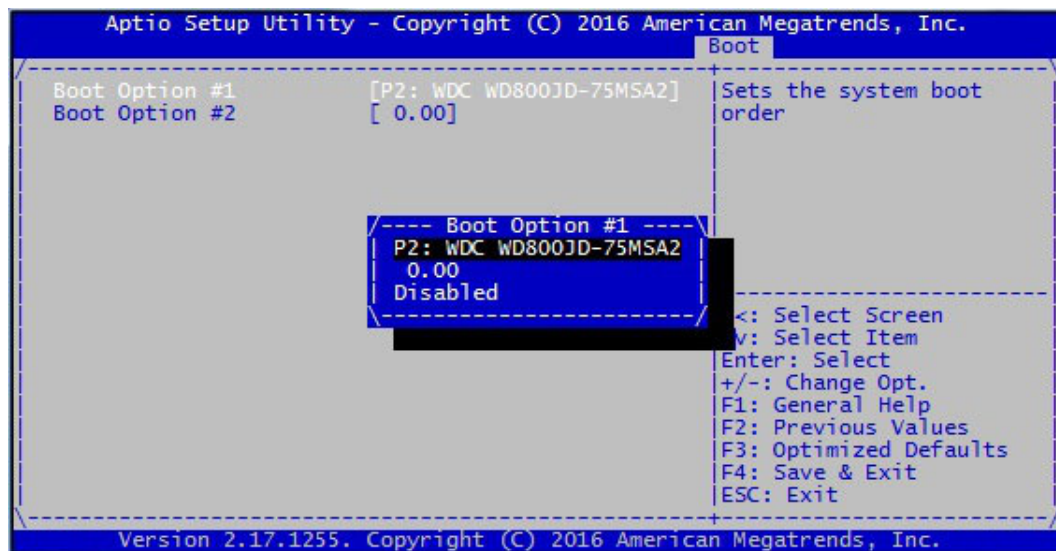 Aptio Setup Utility - Copyright (C) 2016 American Megatrends, Inc.
Boot
Boot Option #1 [P2: WDC WD800JD-75MSA2]
Boot Option #2 [ 0.00]
Sets the system boot
order
---- Boot Option #1 ----
P2: WDC WD800JD-75MSA2
0.00
Disabled
<: Select Screen
v: Select Item
Enter: Select
+/-: Change Opt.
F1: General Help
F2: Previous Values
F3: Optimized Defaults
F4: Save & Exit
ESC: Exit
Version 2.17.1255. Copyright (C) 2016 American Megatrends, Inc.